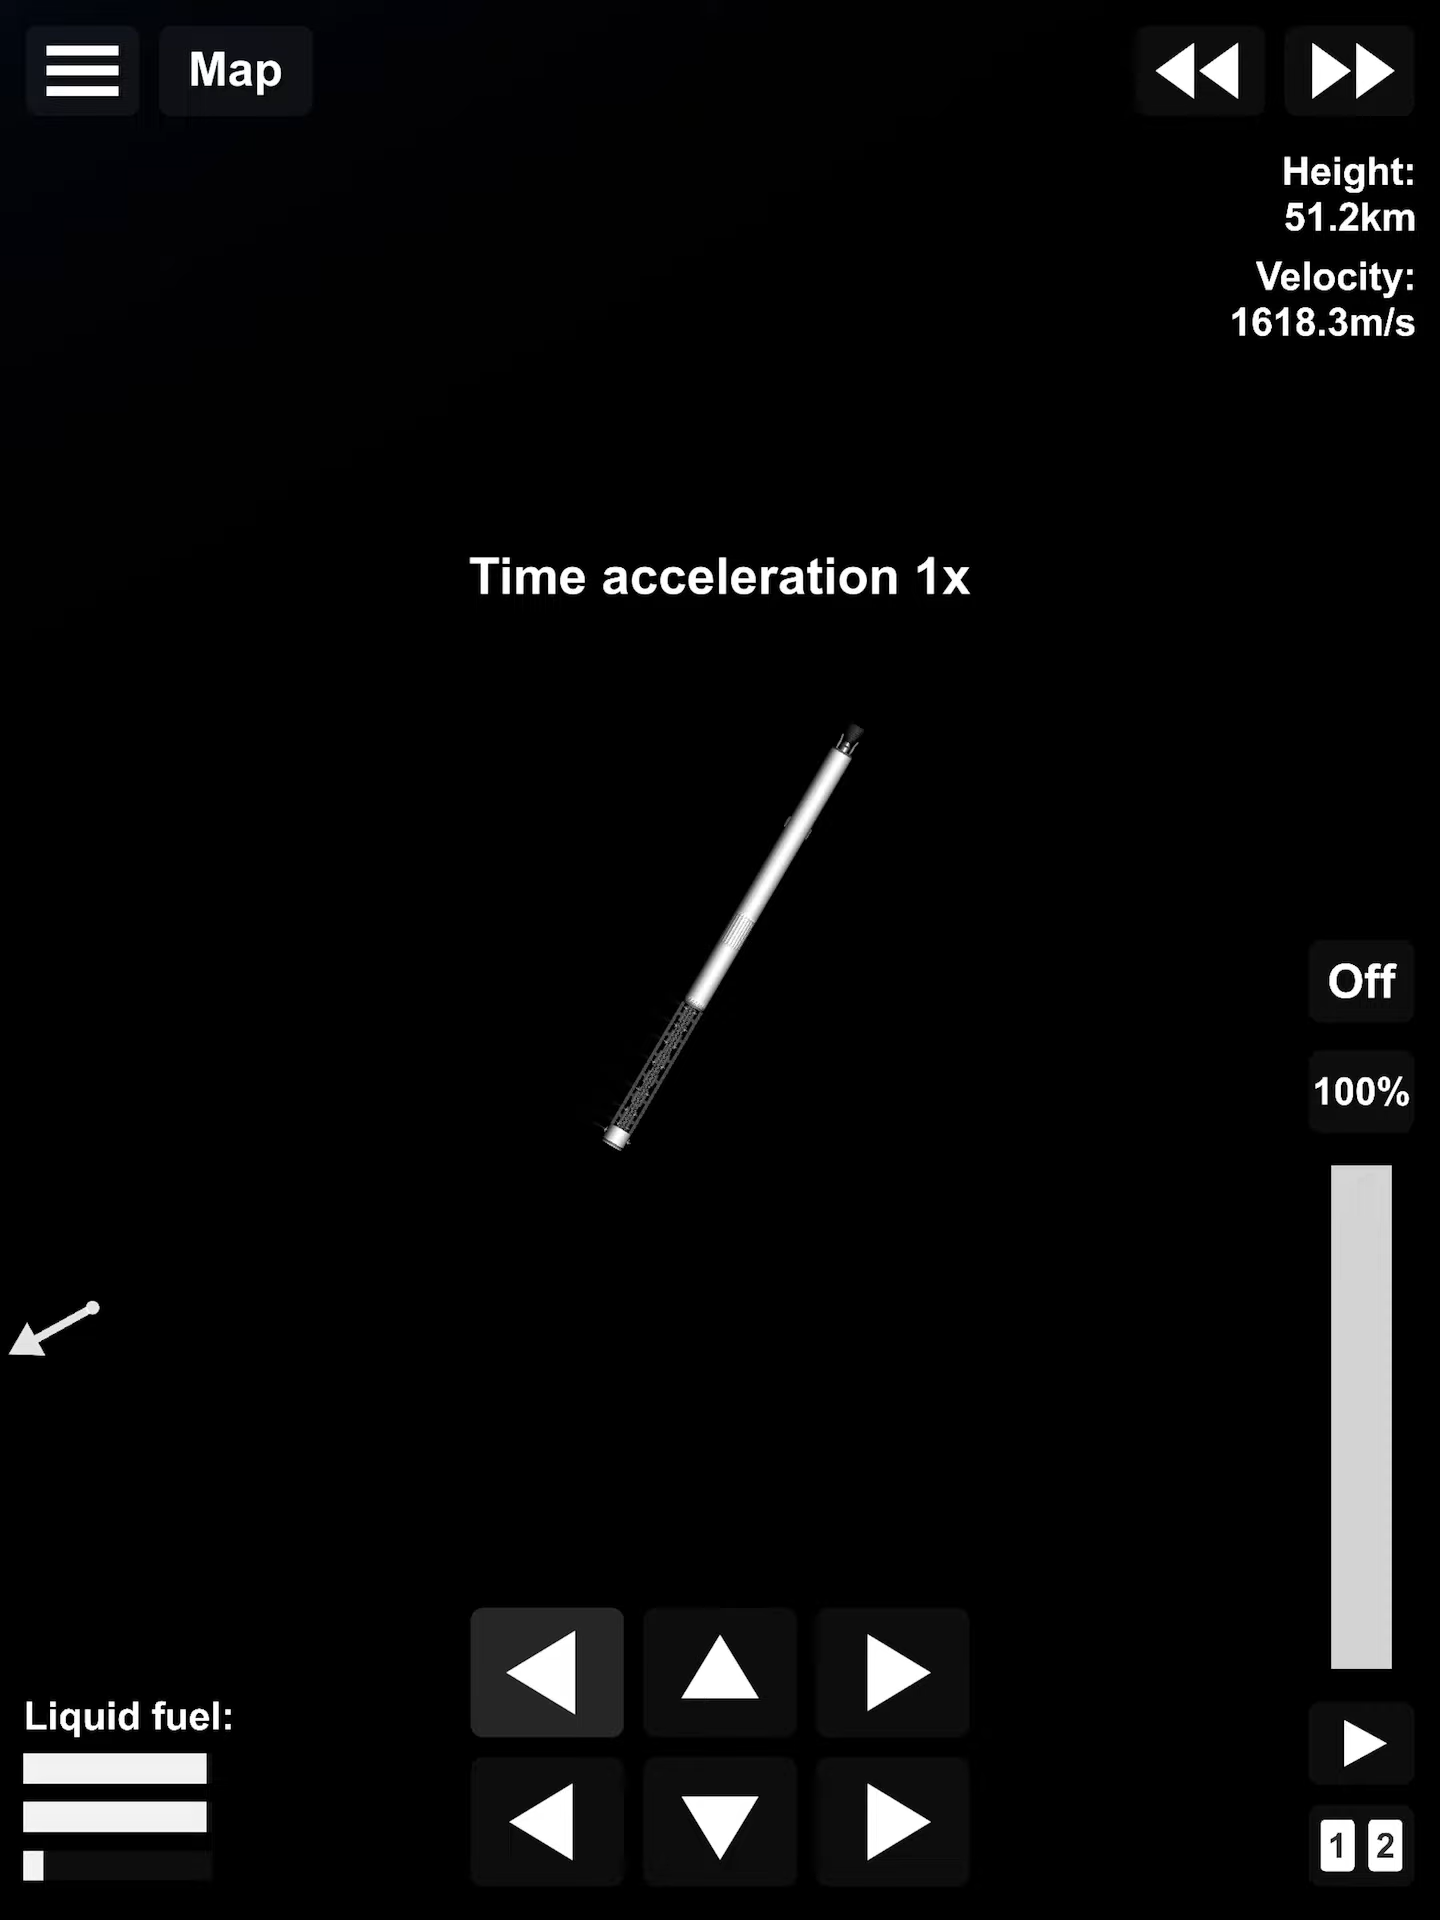 Map
Height:
51.2km
Velocity:
1618.3m/s
Time acceleration 1x
Off
100%
Liquid fuel:
1 2